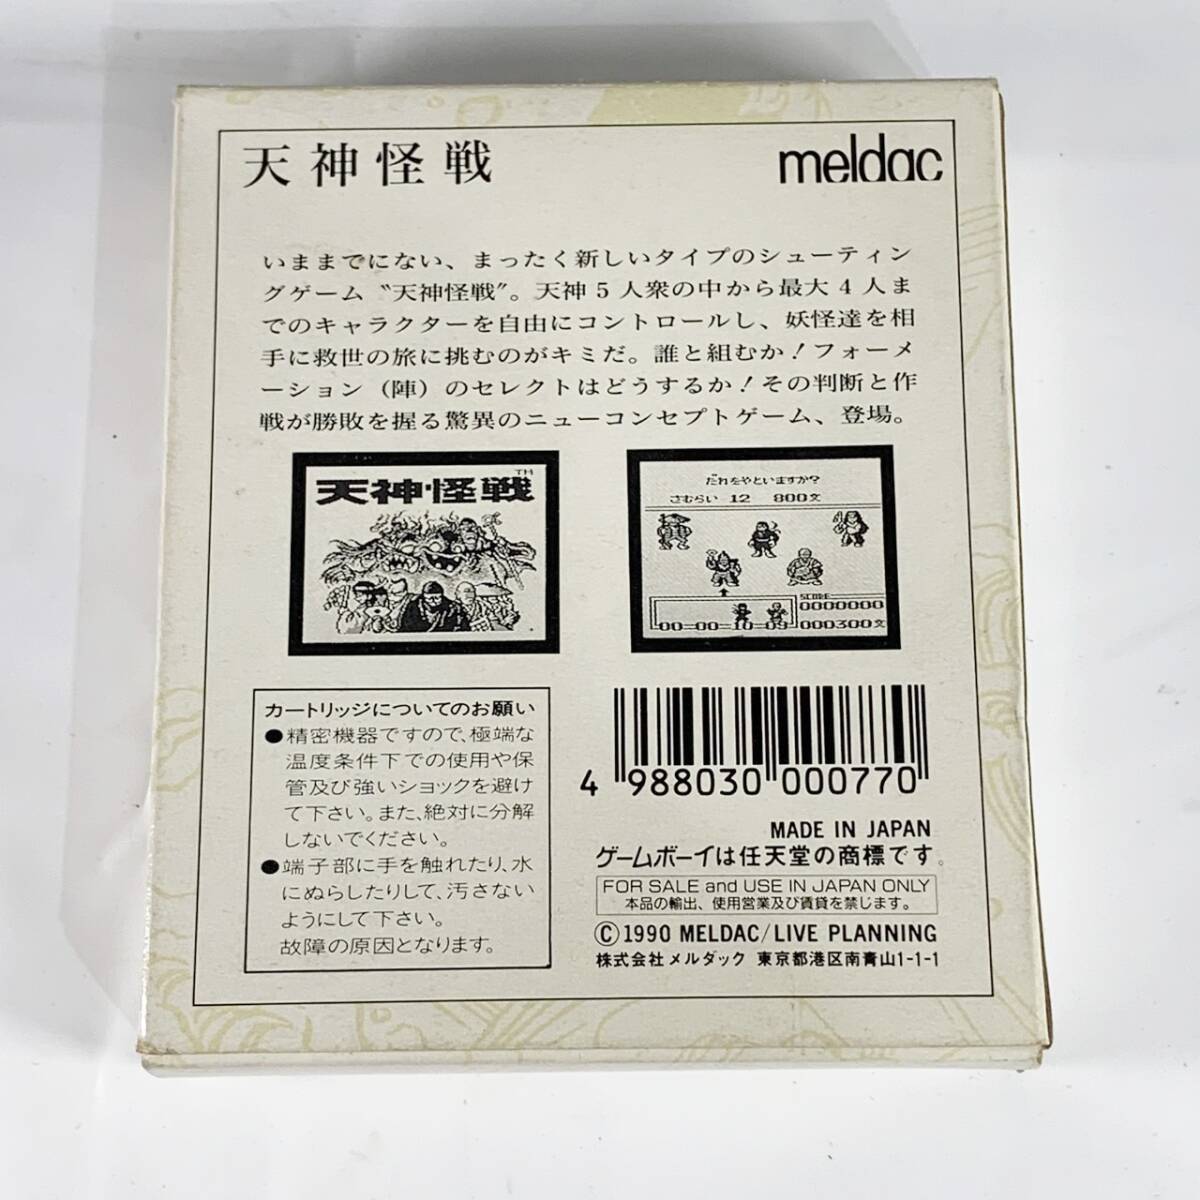 天神怪戦
meldac
いままでにない、まったく新しいタイプのシューティン
グゲーム〝天神怪戦〟。天神5人衆の中から最大4人ま
でのキャラクターを自由にコントロールし、妖怪達を相
手に救世の旅に挑むのがキミだ。誰と組むか！フォーメ
ーション（陣）のセレクトはどうするか！その判断と作
戦が勝敗を握る驚異のニューコンセプトゲーム、登場。
天神怪戦TM
だれをやといますか?
さむらい 12 800文
SCORE
0000000
00-00-10-09 000300文
カートリッジについてのお願い
●精密機器ですので、極端な
温度条件下での使用や保
管及び強いショックを避け
て下さい。また、絶対に分解
しないでください。
●端子部に手を触れたり、水
にぬらしたりして、汚さない
ようにして下さい。
故障の原因となります。
4 988030 000770
MADE IN JAPAN
ゲームボーイは任天堂の商標です。
FOR SALE and USE IN JAPAN ONLY
本品の輸出、使用営業及び賃貸を禁じます。
©1990 MELDAC/LIVE PLANNING
株式会社メルダック 東京都港区南青山1-1-1